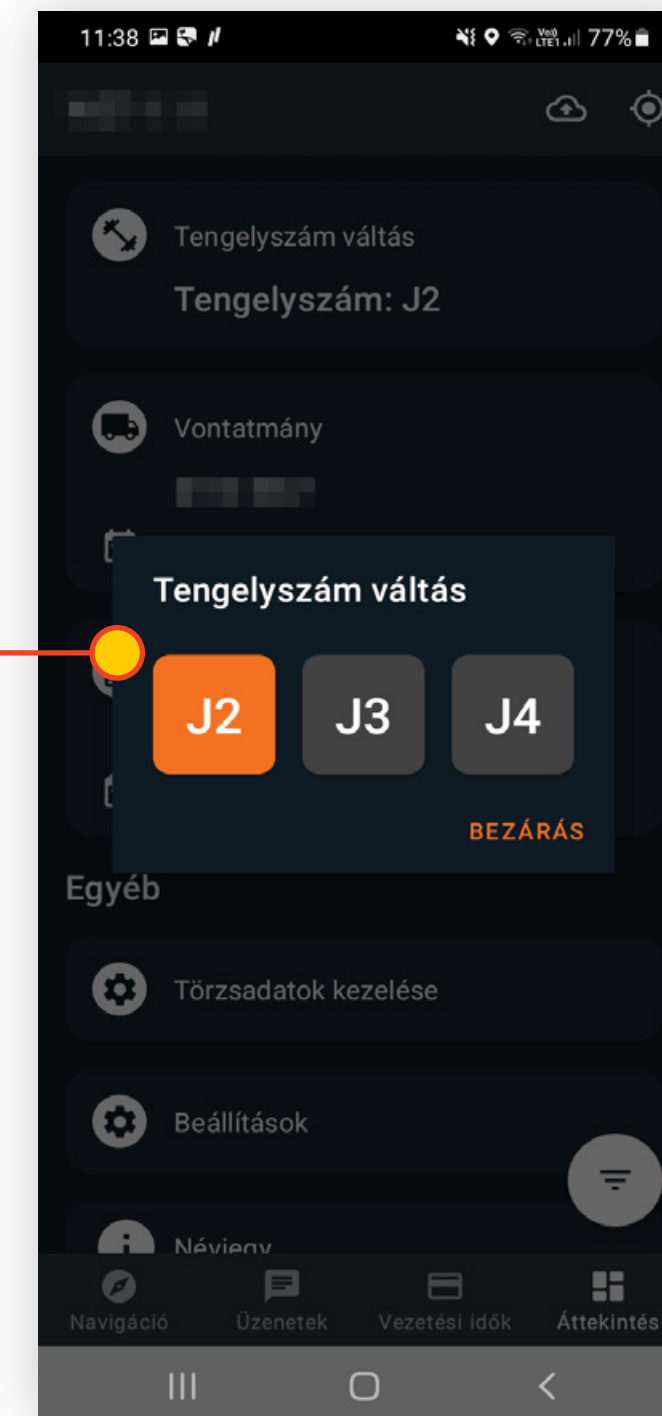 11:38 77%
Tengelyszám váltás
Tengelyszám: J2
Vontatmány
Tengelyszám váltás
J2 J3 J4
BEZÁRÁS
Egyéb
Törzsadatok kezelése
Beállítások
Névjegy
Navigáció Üzenetek Vezetési idők Áttekintés